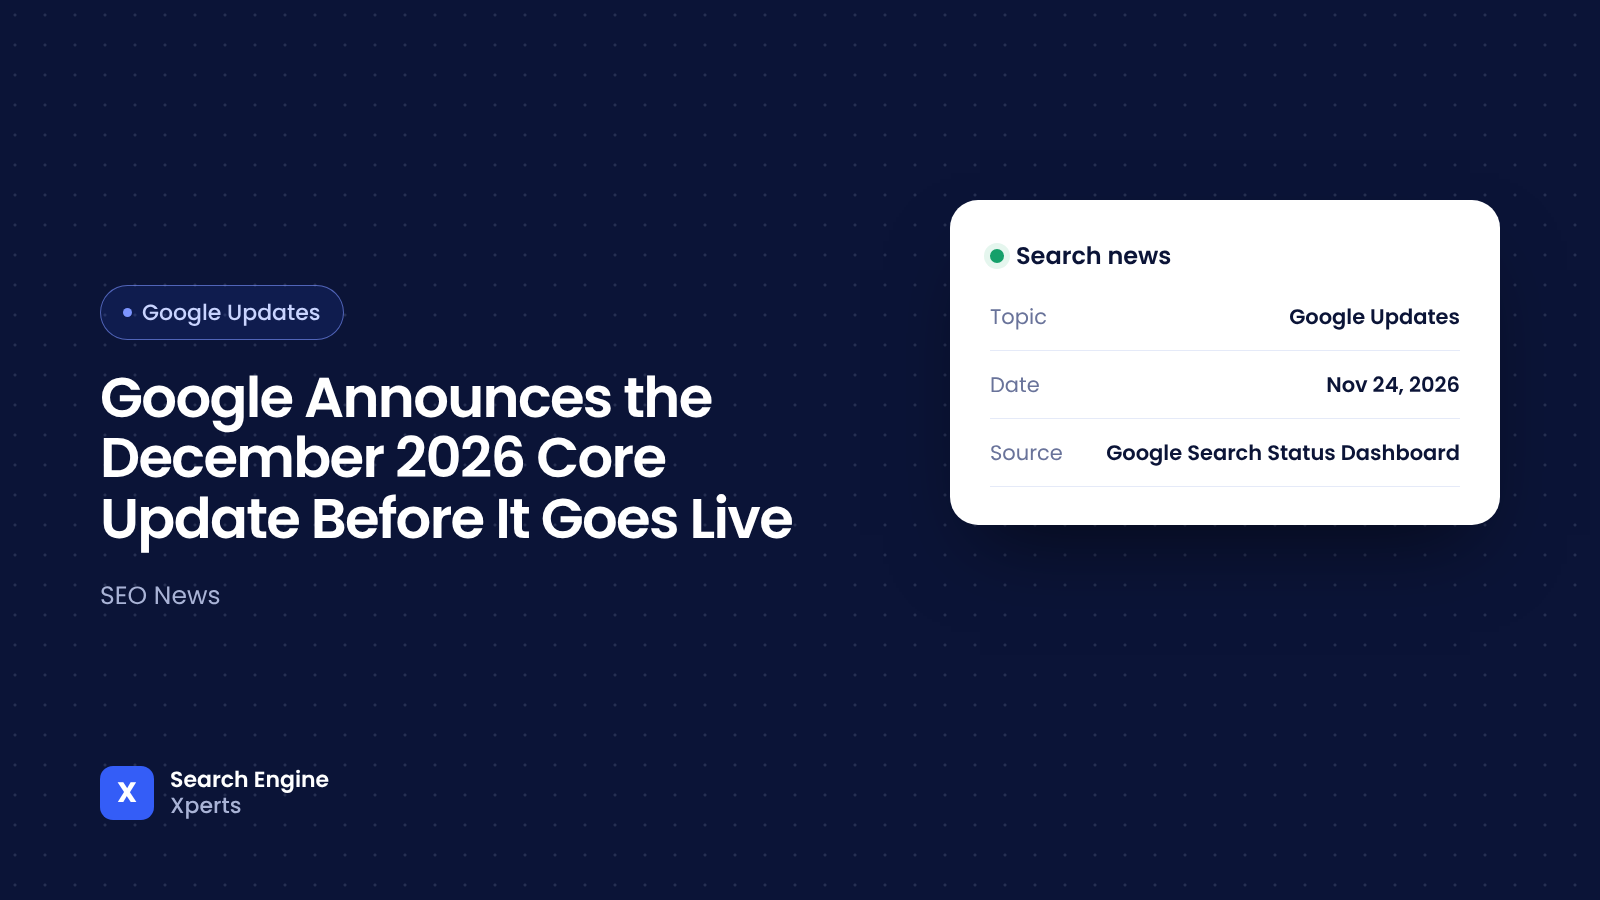 Google Updates
Google Announces the
December 2026 Core
Update Before It Goes Live
SEO News
Search news
Topic Google Updates
Date Nov 24, 2026
Source Google Search Status Dashboard
X
Search Engine
Xperts